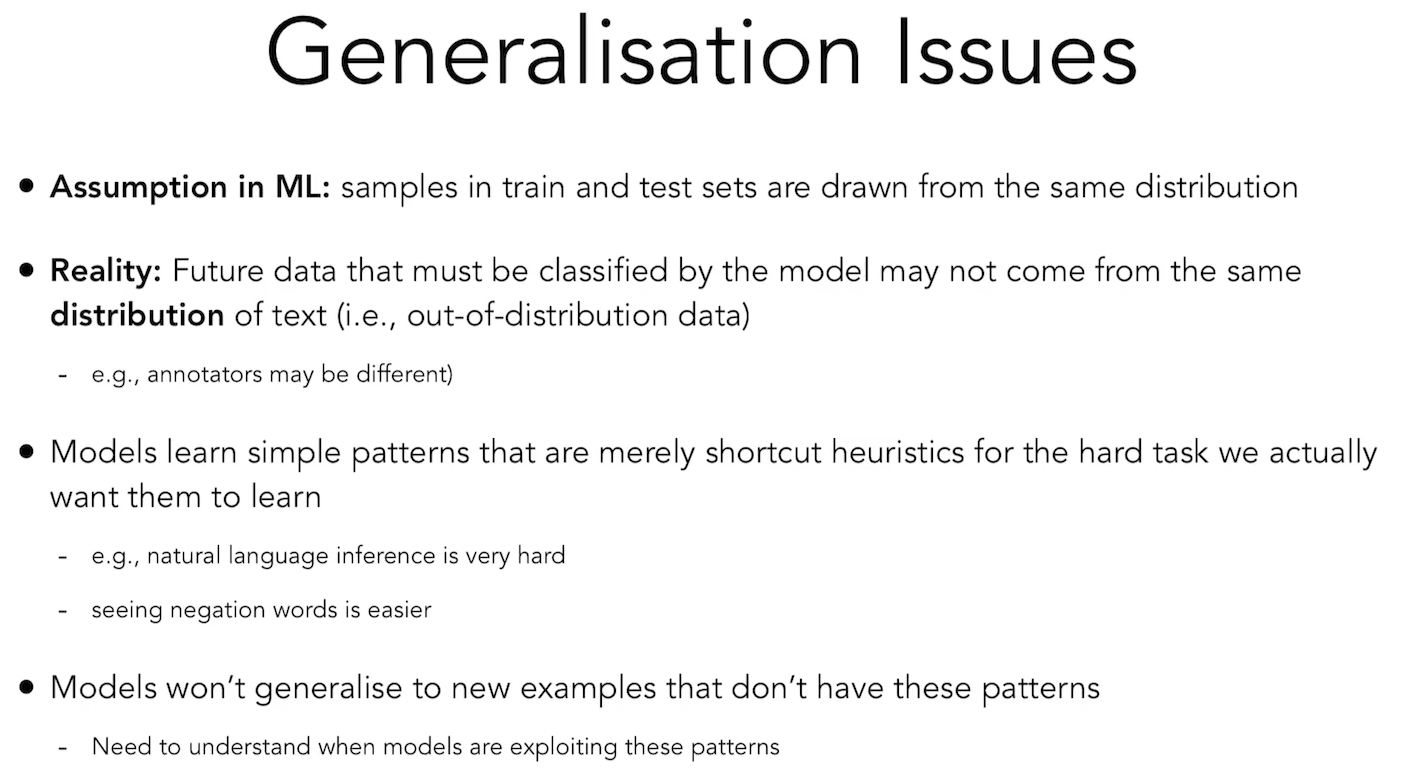 Generalisation Issues
• Assumption in ML: samples in train and test sets are drawn from the same distribution
• Reality: Future data that must be classified by the model may not come from the same
distribution of text (i.e., out-of-distribution data)
- e.g., annotators may be different)
• Models learn simple patterns that are merely shortcut heuristics for the hard task we actually
want them to learn
- e.g., natural language inference is very hard
- seeing negation words is easier
• Models won’t generalise to new examples that don’t have these patterns
- Need to understand when models are exploiting these patterns